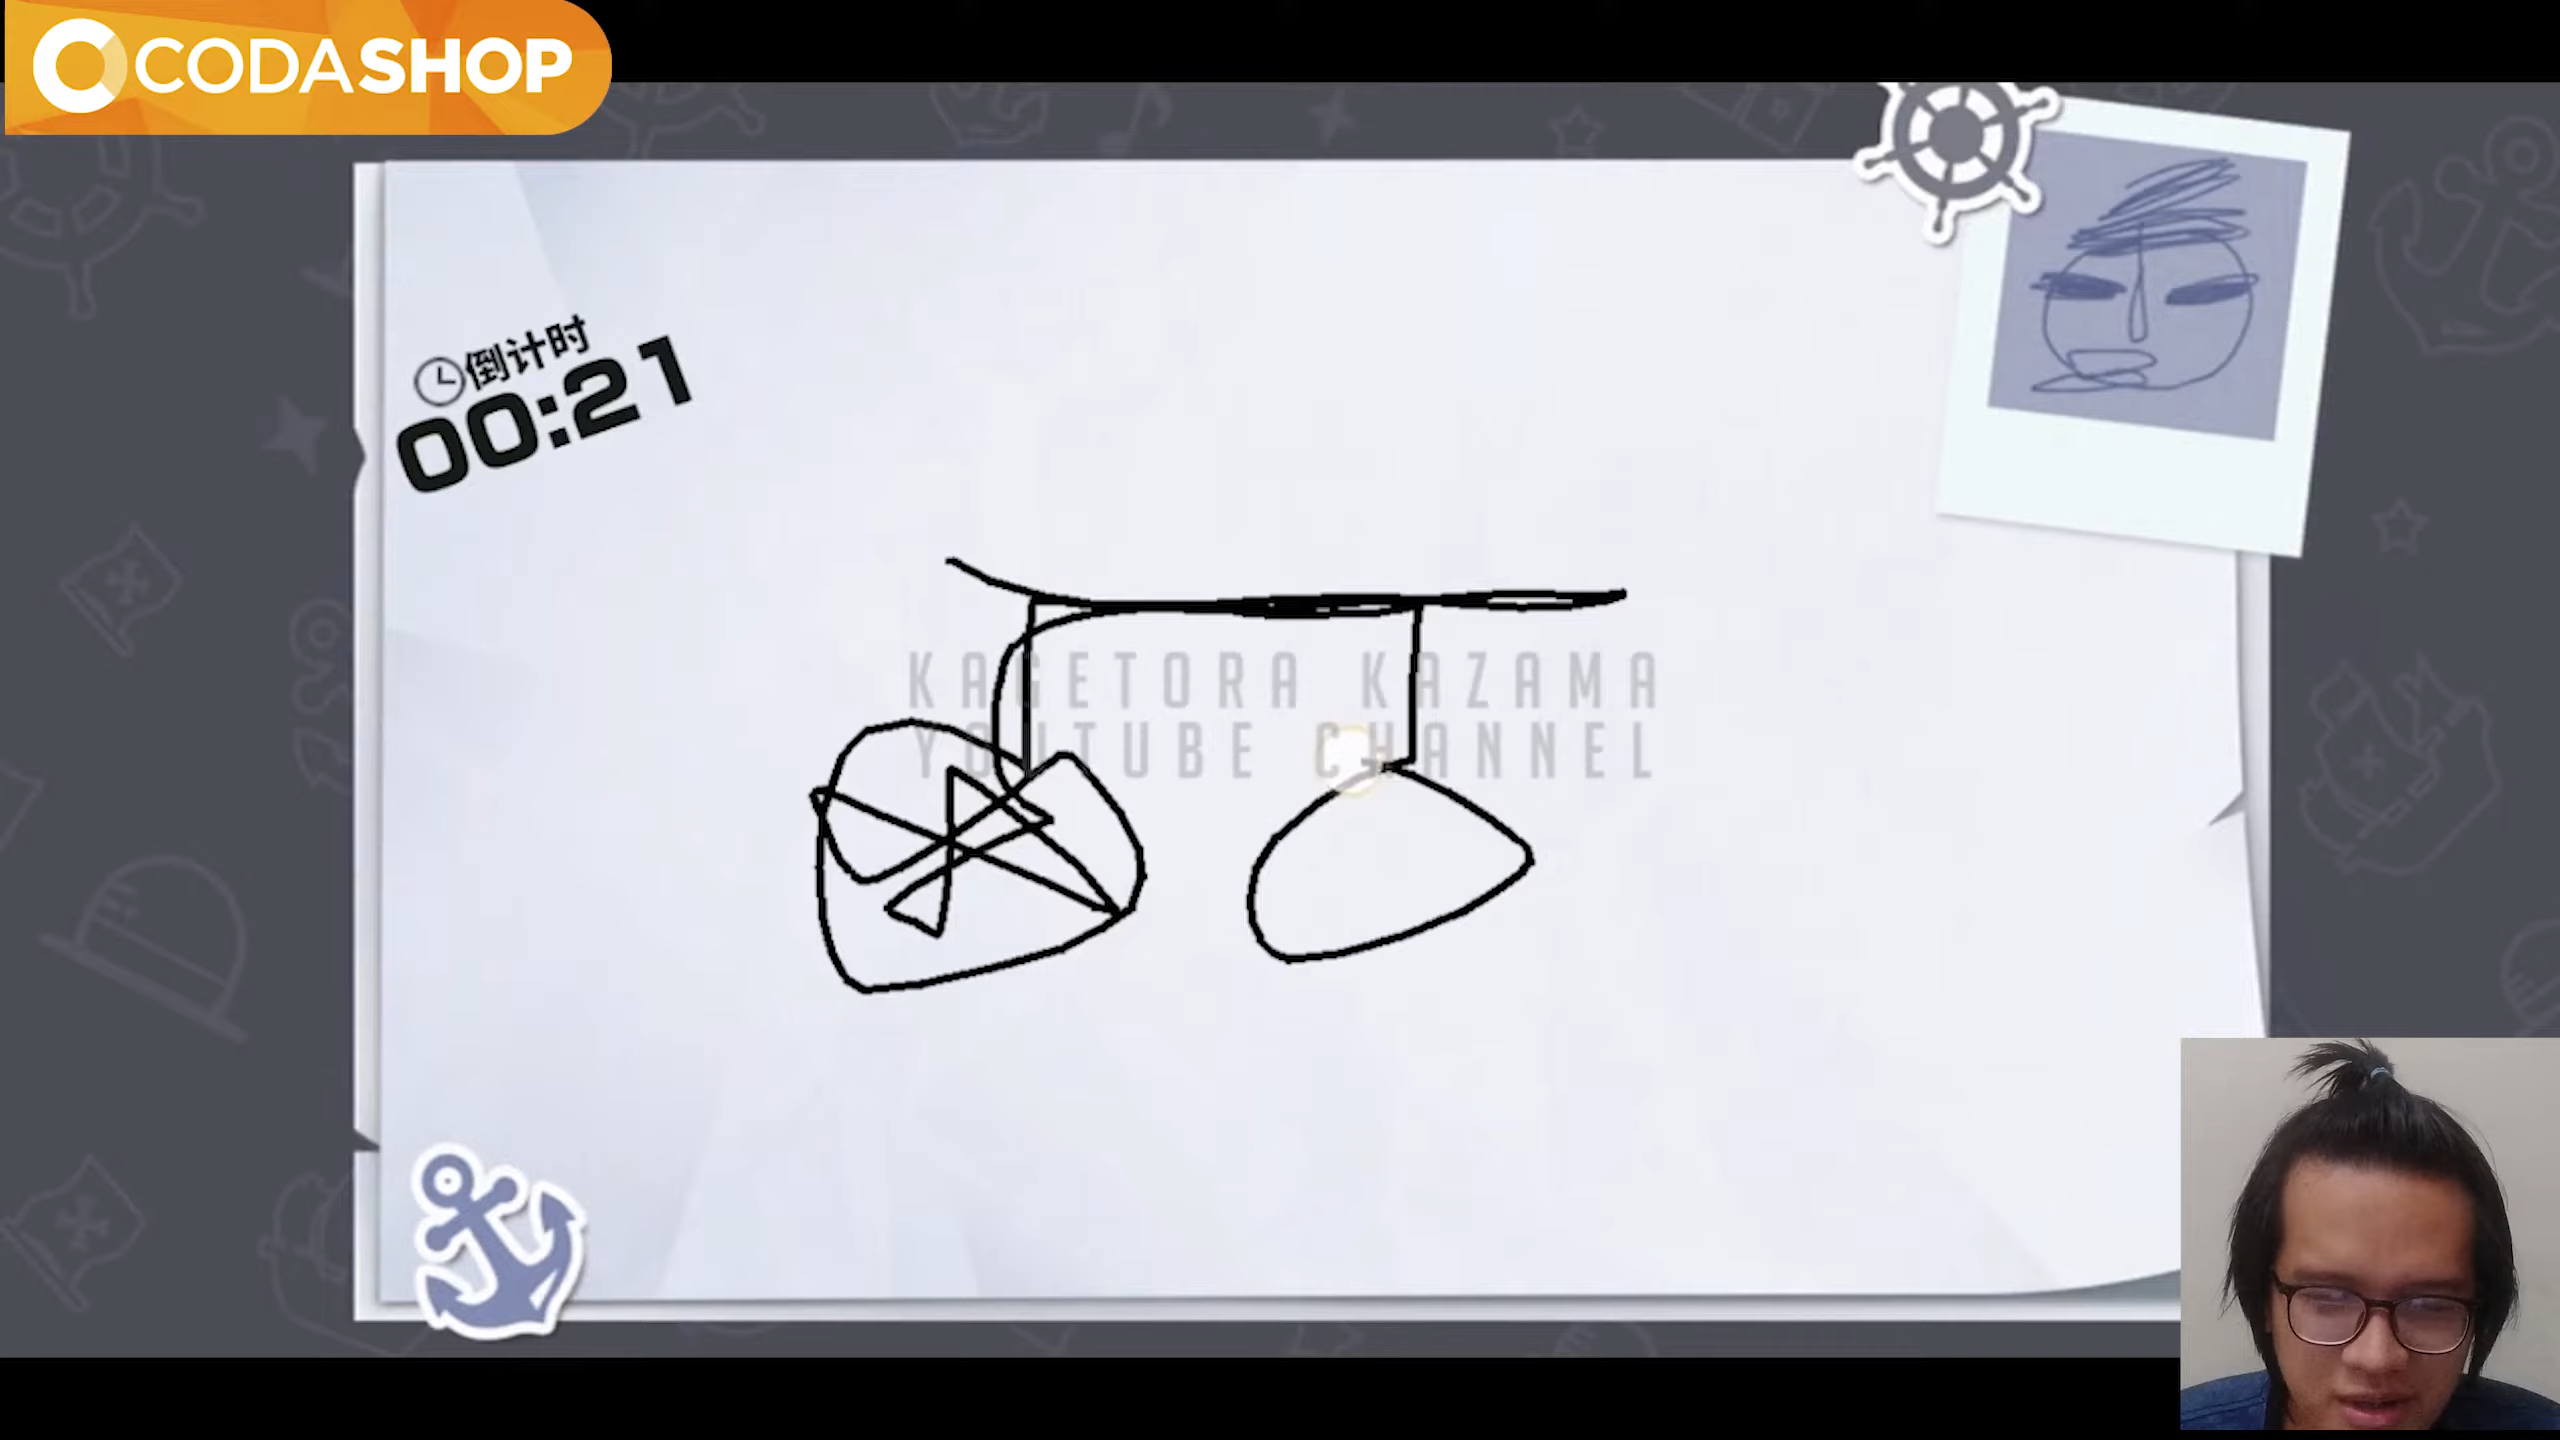 CODASHOP
倒计时
00:21
KAGETORA KAZAMA
YOUTUBE CHANNEL